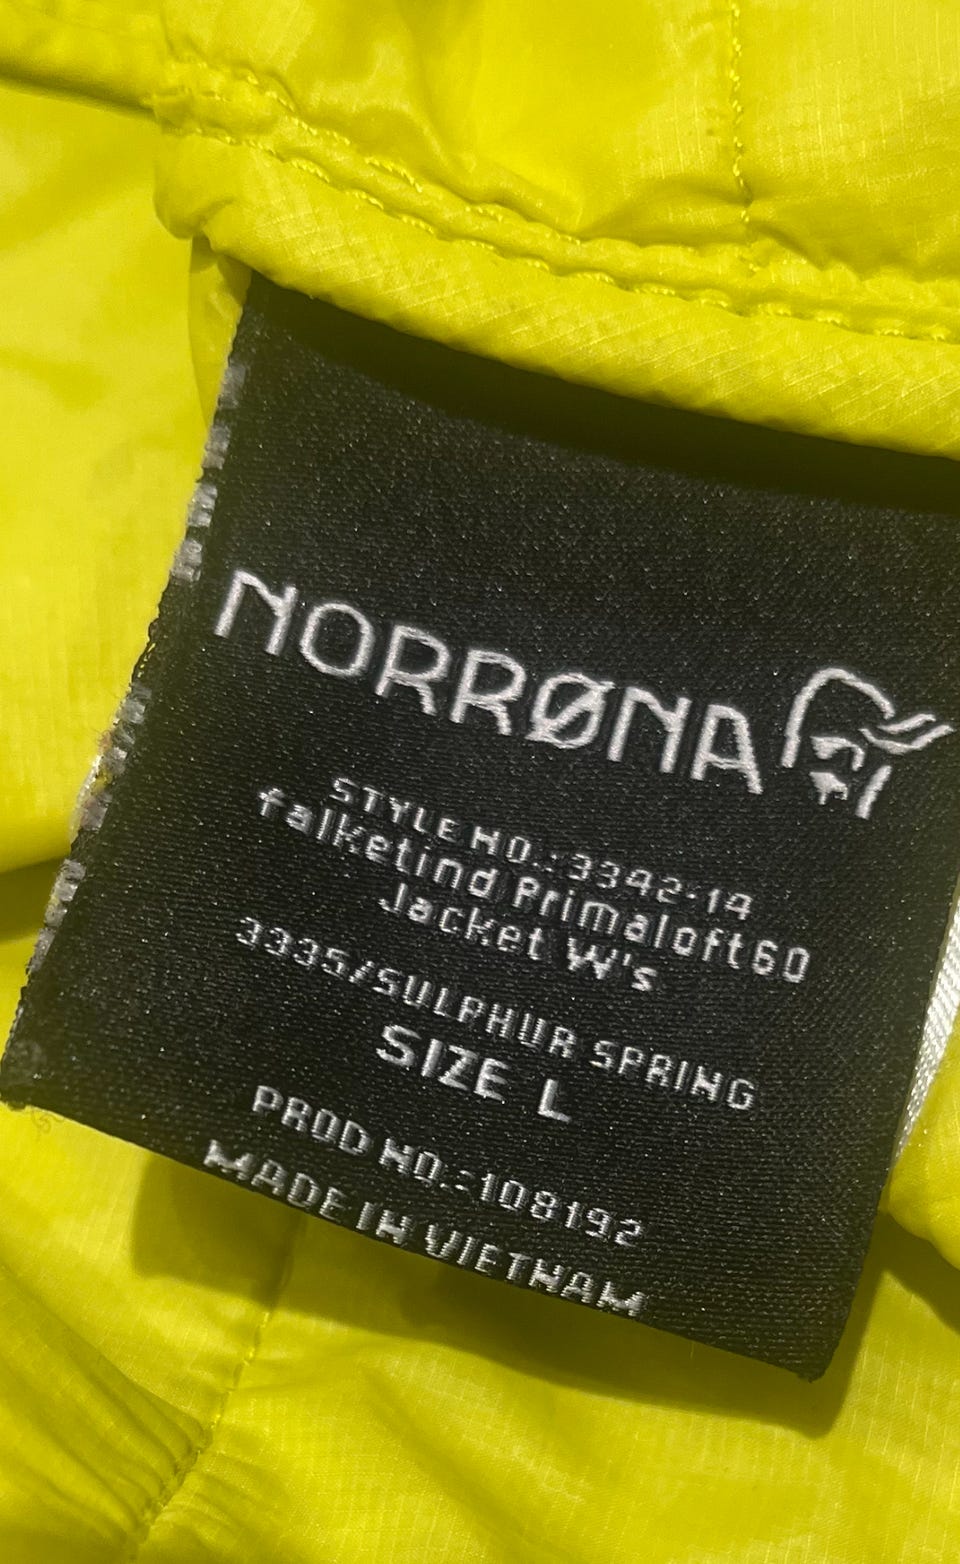 NORRØNA
STYLE NO.:3342-14
falketind Primaloft60
Jacket W's
3335/SULPHUR SPRING
SIZE L
PROD NO.:108192
MADE IN VIETNAM